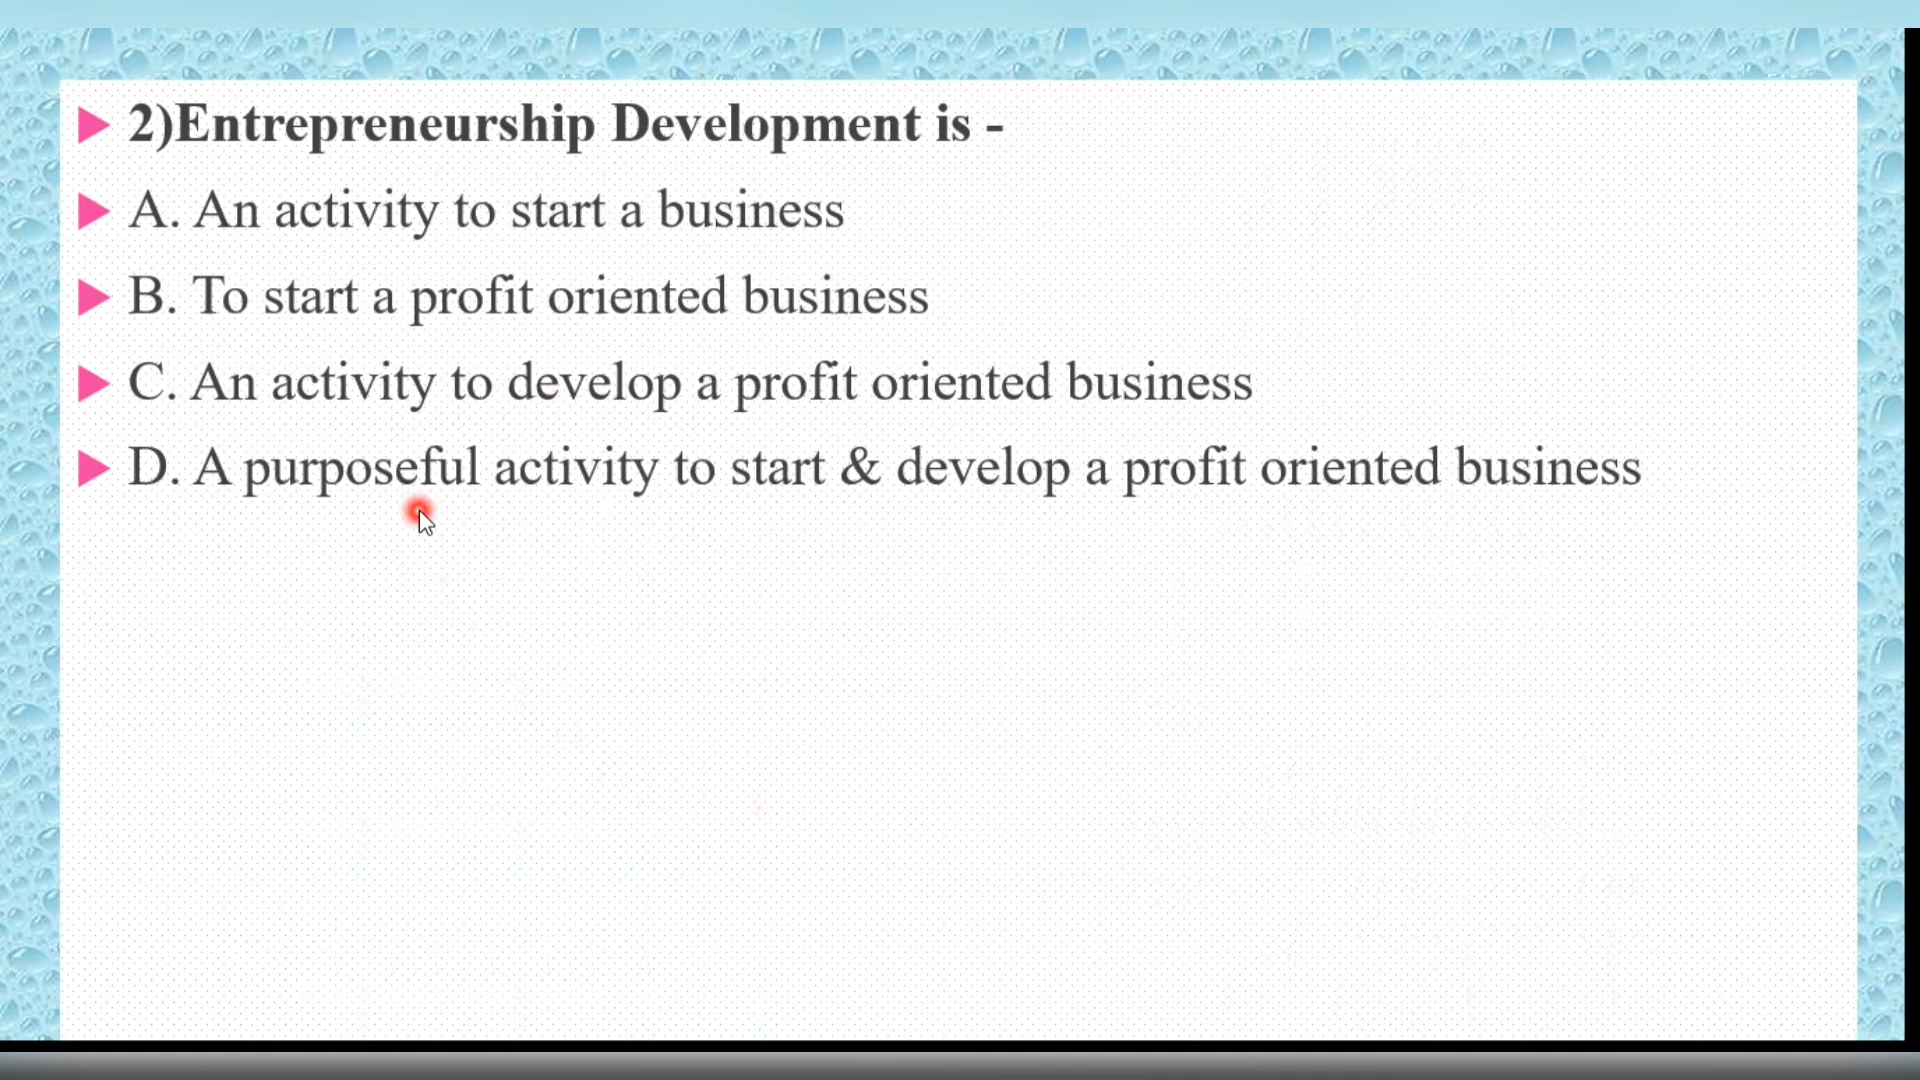 2)Entrepreneurship Development is -
A. An activity to start a business
B. To start a profit oriented business
C. An activity to develop a profit oriented business
D. A purposeful activity to start & develop a profit oriented business